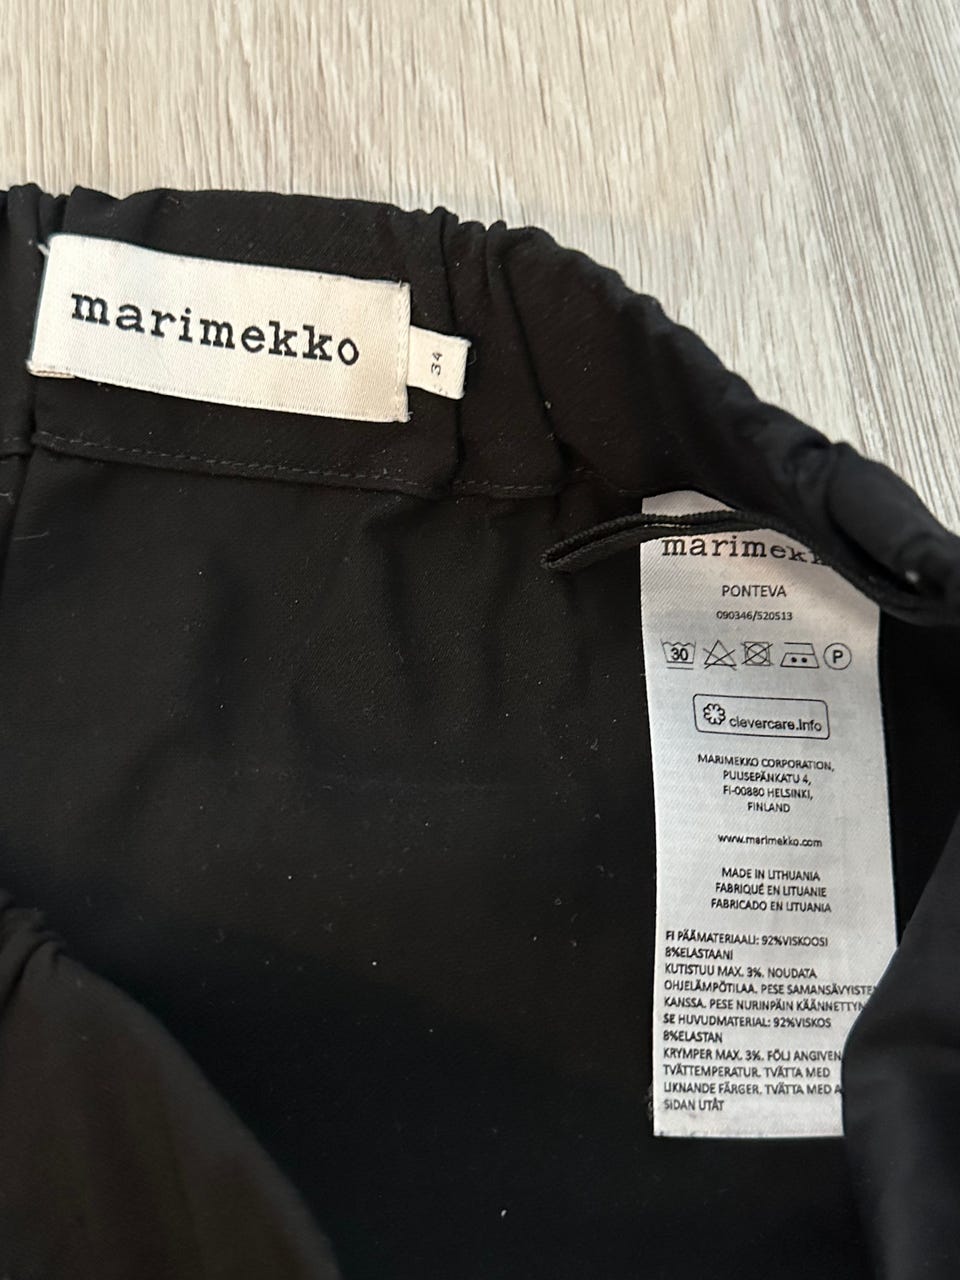 marimekko
34
marimekk
PONTEVA
090346/520513
30 P
clevercare.info
MARIMEKKO CORPORATION,
PUUSEPÄNKATU 4,
FI-00880 HELSINKI,
FINLAND
www.marimekko.com
MADE IN LITHUANIA
FABRIQUÉ EN LITUANIE
FABRICADO EN LITUANIA
FI PÄÄMATERIAALI: 92%VISKOOSI
8%ELASTAANI
KUTISTUU MAX. 3%. NOUDATA
OHJELÄMPÖTILAA. PESE SAMANSÄVYISTEN
KANSSA. PESE NURINPÄIN KÄÄNNETTYN
SE HUVUDMATERIAL: 92%VISKOS
8%ELASTAN
KRYMPER MAX. 3%. FÖLJ ANGIVEN
TVÄTTEMPERATUR. TVÄTTA MED
LIKNANDE FÄRGER. TVÄTTA MED A
SIDAN UTÅT